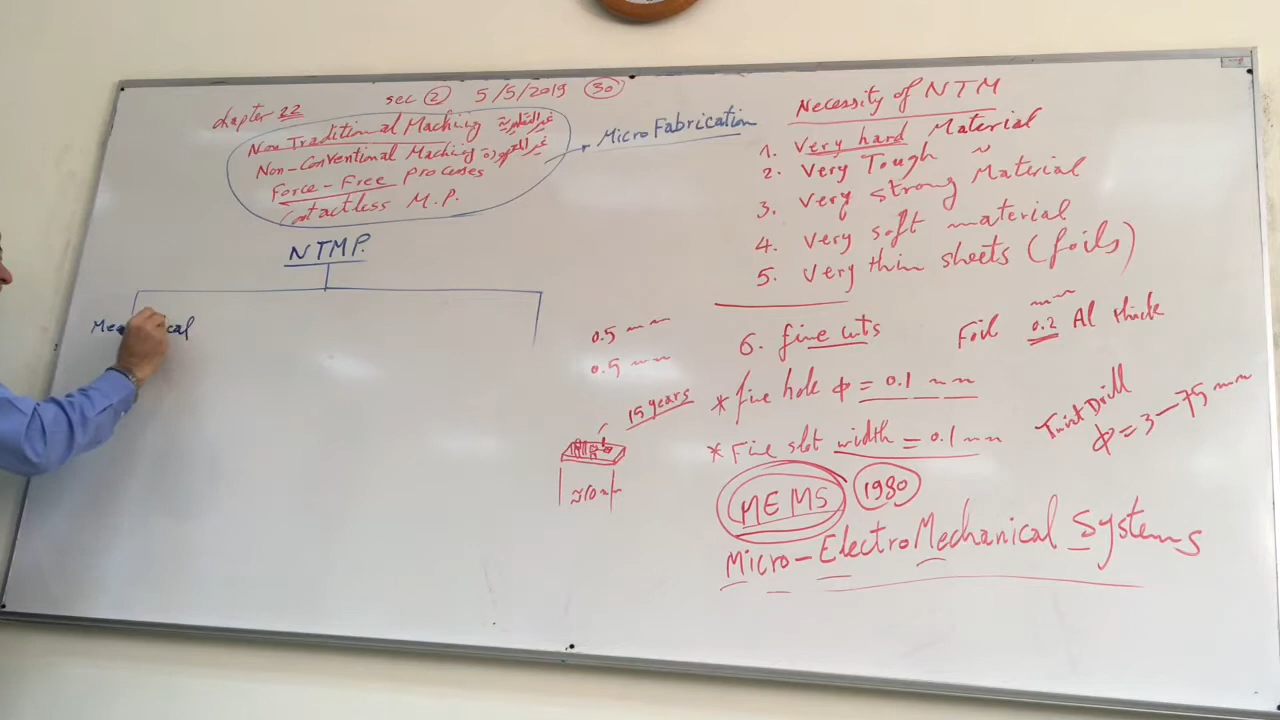 chapter 22 sec 2 5/5/2019 30
Non Traditional Maching غير التقليدية
Non-Conventional Maching
Force-Free Processes
Contactless M.P.
Micro Fabrication
NTMP.
Necessity of NTM
1. Very hard Material
2. Very Tough ~
3. Very strong Material
4. Very soft material
5. very thin sheets (foils)
6. fine cuts
Foil 0.2 mm Al thick
* fine hole φ = 0.1 mm
* Fine slot width = 0.1 mm
Twist Drill
φ = 3-75 mm
MEMS 1980
Micro-ElectroMechanical Systems
0.5 mm
0.5 mm
15 years